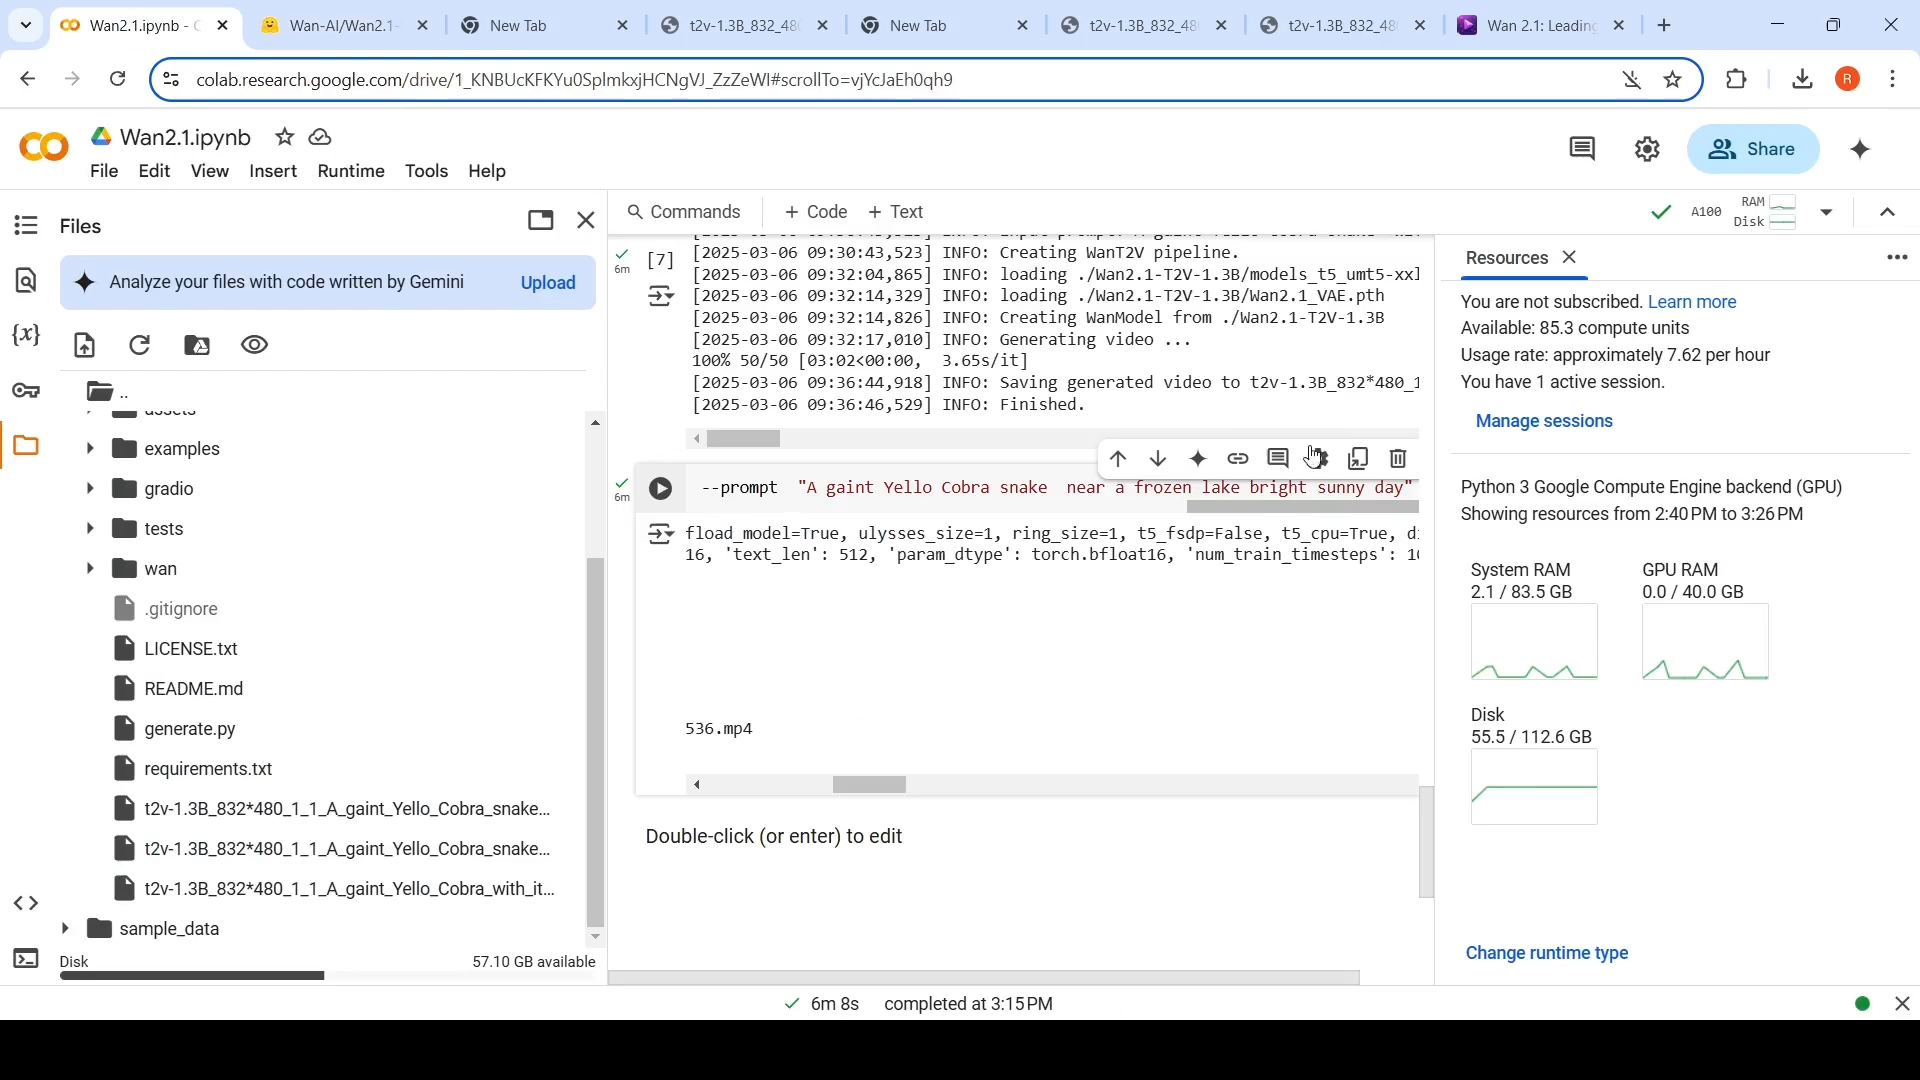 Wan2.1.ipynb - C
Wan-AI/Wan2.1-
New Tab
t2v-1.3B_832_48
New Tab
t2v-1.3B_832_48
t2v-1.3B_832_48
Wan 2.1: Leading
colab.research.google.com/drive/1_KNBUcKFKYu0SplmkxjHCNgVJ_ZzZeWI#scrollTo=vjYcJaEh0qh9
R
Wan2.1.ipynb
File Edit View Insert Runtime Tools Help
Share
Files
Commands + Code + Text
A100 RAM Disk
Analyze your files with code written by Gemini Upload
..
assets
examples
gradio
tests
wan
.gitignore
LICENSE.txt
README.md
generate.py
requirements.txt
t2v-1.3B_832*480_1_1_A_gaint_Yello_Cobra_snake...
t2v-1.3B_832*480_1_1_A_gaint_Yello_Cobra_snake...
t2v-1.3B_832*480_1_1_A_gaint_Yello_Cobra_with_it...
sample_data
Disk 57.10 GB available
6m [7]
[2025-03-06 09:30:43,523] INFO: Creating WanT2V pipeline.
[2025-03-06 09:32:04,865] INFO: loading ./Wan2.1-T2V-1.3B/models_t5_umt5-xxl
[2025-03-06 09:32:14,329] INFO: loading ./Wan2.1-T2V-1.3B/Wan2.1_VAE.pth
[2025-03-06 09:32:14,826] INFO: Creating WanModel from ./Wan2.1-T2V-1.3B
[2025-03-06 09:32:17,010] INFO: Generating video ...
100% 50/50 [03:02<00:00, 3.65s/it]
[2025-03-06 09:36:44,918] INFO: Saving generated video to t2v-1.3B_832*480_1
[2025-03-06 09:36:46,529] INFO: Finished.
6m
--prompt "A gaint Yello Cobra snake near a frozen lake bright sunny day"
fload_model=True, ulysses_size=1, ring_size=1, t5_fsdp=False, t5_cpu=True, d
16, 'text_len': 512, 'param_dtype': torch.bfloat16, 'num_train_timesteps': 10
536.mp4
Double-click (or enter) to edit
Resources
You are not subscribed. Learn more
Available: 85.3 compute units
Usage rate: approximately 7.62 per hour
You have 1 active session.
Manage sessions
Python 3 Google Compute Engine backend (GPU)
Showing resources from 2:40 PM to 3:26 PM
System RAM
2.1 / 83.5 GB
GPU RAM
0.0 / 40.0 GB
Disk
55.5 / 112.6 GB
Change runtime type
6m 8s completed at 3:15 PM